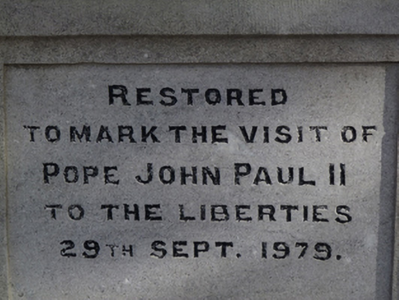 RESTORED
TO MARK THE VISIT OF
POPE JOHN PAUL II
TO THE LIBERTIES
29TH SEPT. 1979.